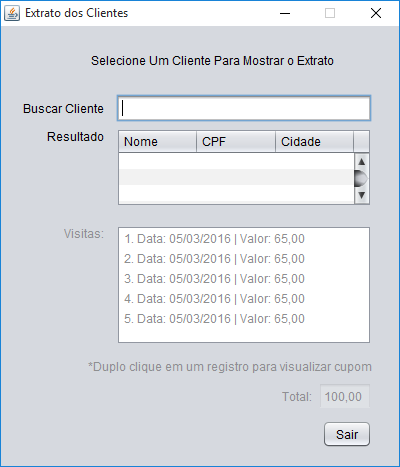 Extrato dos Clientes
Selecione Um Cliente Para Mostrar o Extrato
Buscar Cliente
Resultado
Nome CPF Cidade
Visitas:
1. Data: 05/03/2016 | Valor: 65,00
2. Data: 05/03/2016 | Valor: 65,00
3. Data: 05/03/2016 | Valor: 65,00
4. Data: 05/03/2016 | Valor: 65,00
5. Data: 05/03/2016 | Valor: 65,00
*Duplo clique em um registro para visualizar cupom
Total: 100,00
Sair